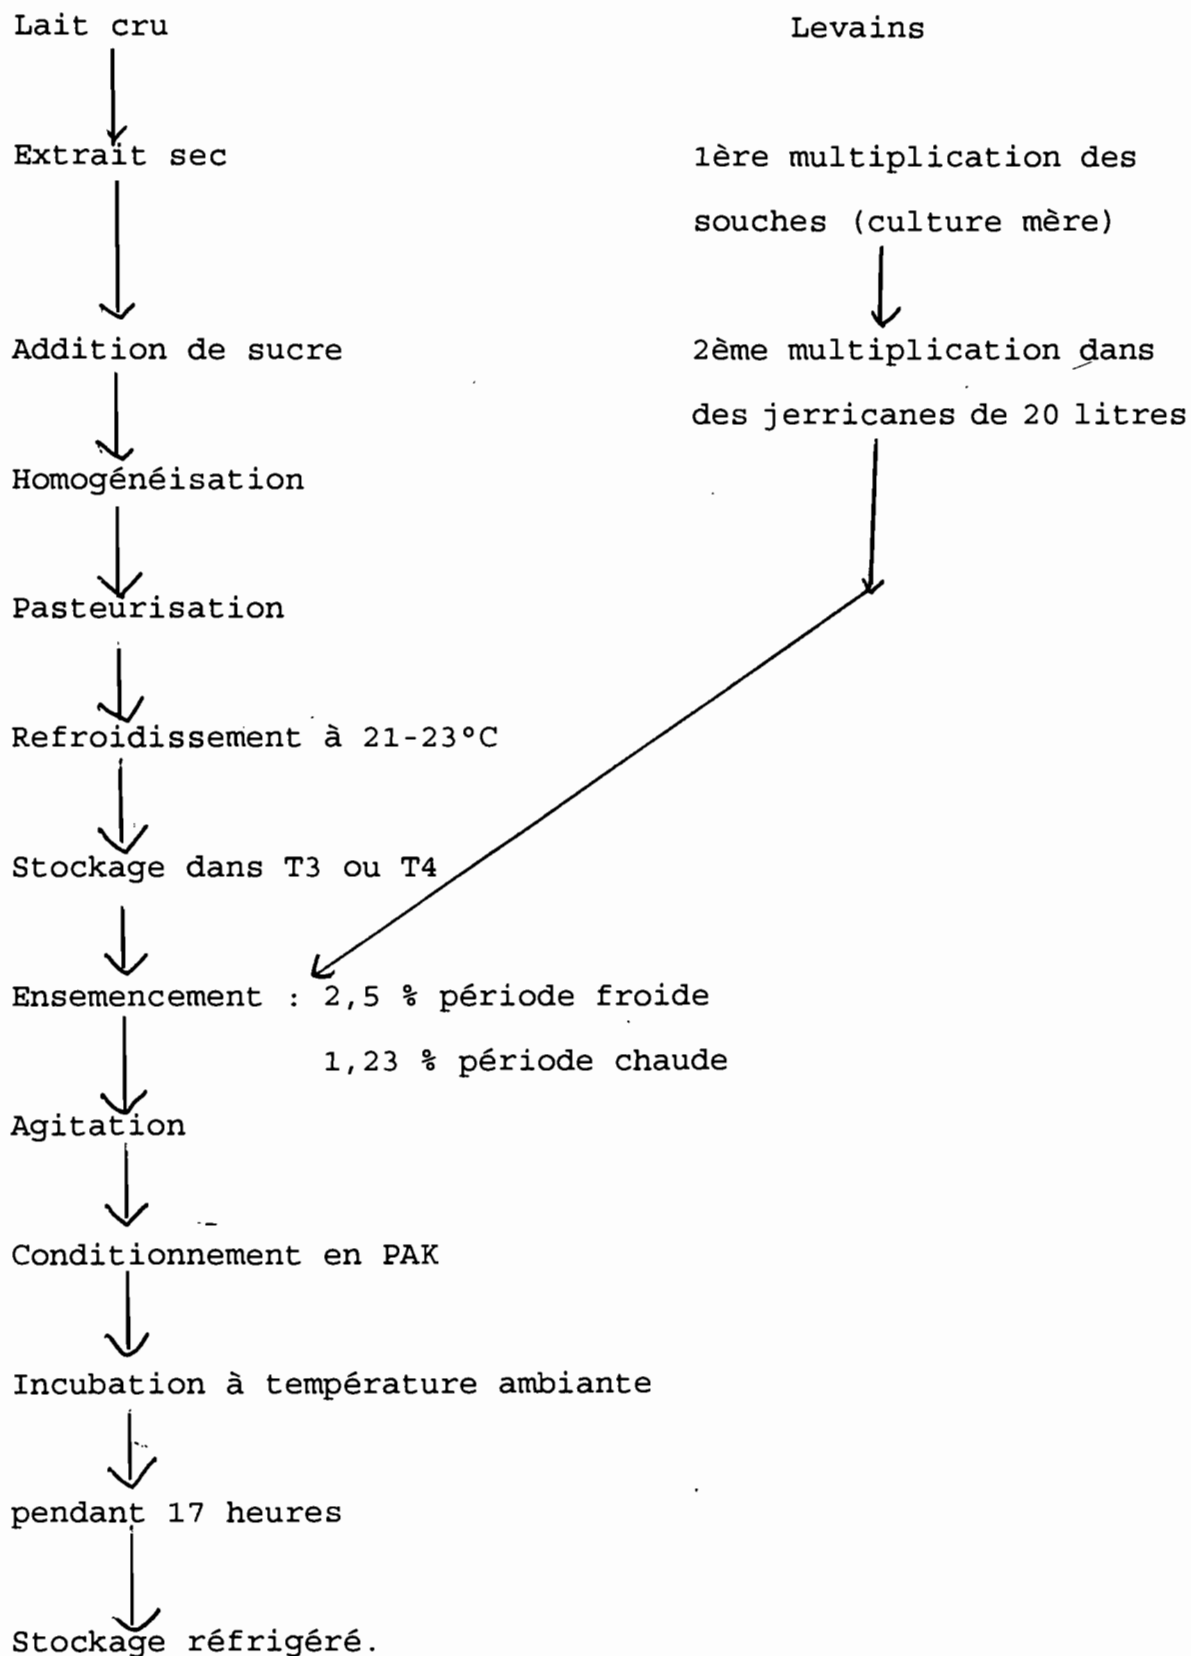 Lait cru
Extrait sec
Addition de sucre
Homogénéisation
Pasteurisation
Refroidissement à 21-23°C
Stockage dans T3 ou T4
Levains
1ère multiplication des
souches (culture mère)
2ème multiplication dans
des jerricanes de 20 litres
Ensemencement : 2,5 % période froide
1,23 % période chaude
Agitation
Conditionnement en PAK
Incubation à température ambiante
pendant 17 heures
Stockage réfrigéré.